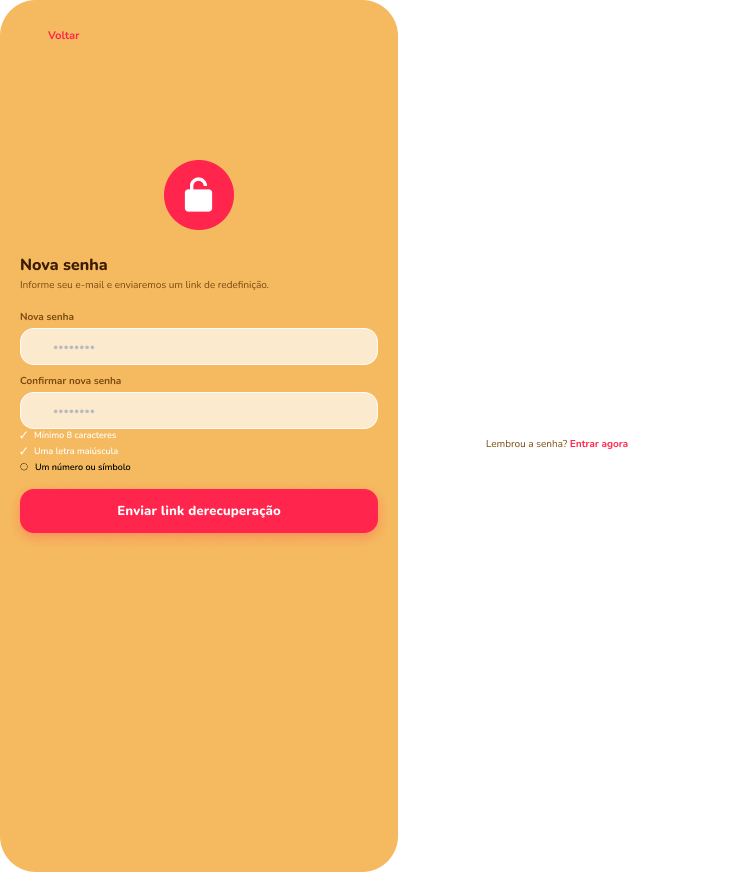 Voltar
Nova senha
Informe seu e-mail e enviaremos um link de redefinição.
Nova senha
••••••••
Confirmar nova senha
••••••••
✓ Mínimo 8 caracteres
✓ Uma letra maiúscula
○ Um número ou símbolo
Enviar link derecuperação
Lembrou a senha? Entrar agora